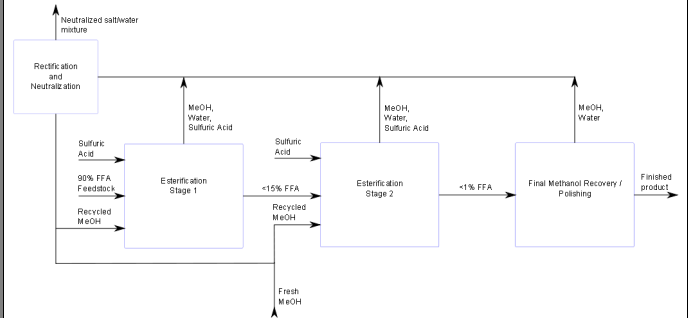 Neutralized salt/water
mixture
Rectification
and
Neutralization
MeOH,
Water,
Sulfuric Acid
MeOH,
Water,
Sulfuric Acid
MeOH,
Water
Sulfuric
Acid
90% FFA
Feedstock
Recycled
MeOH
Esterification
Stage 1
<15% FFA
Sulfuric
Acid
Recycled
MeOH
Esterification
Stage 2
<1% FFA
Final Methanol Recovery /
Polishing
Finished
product
Fresh
MeOH